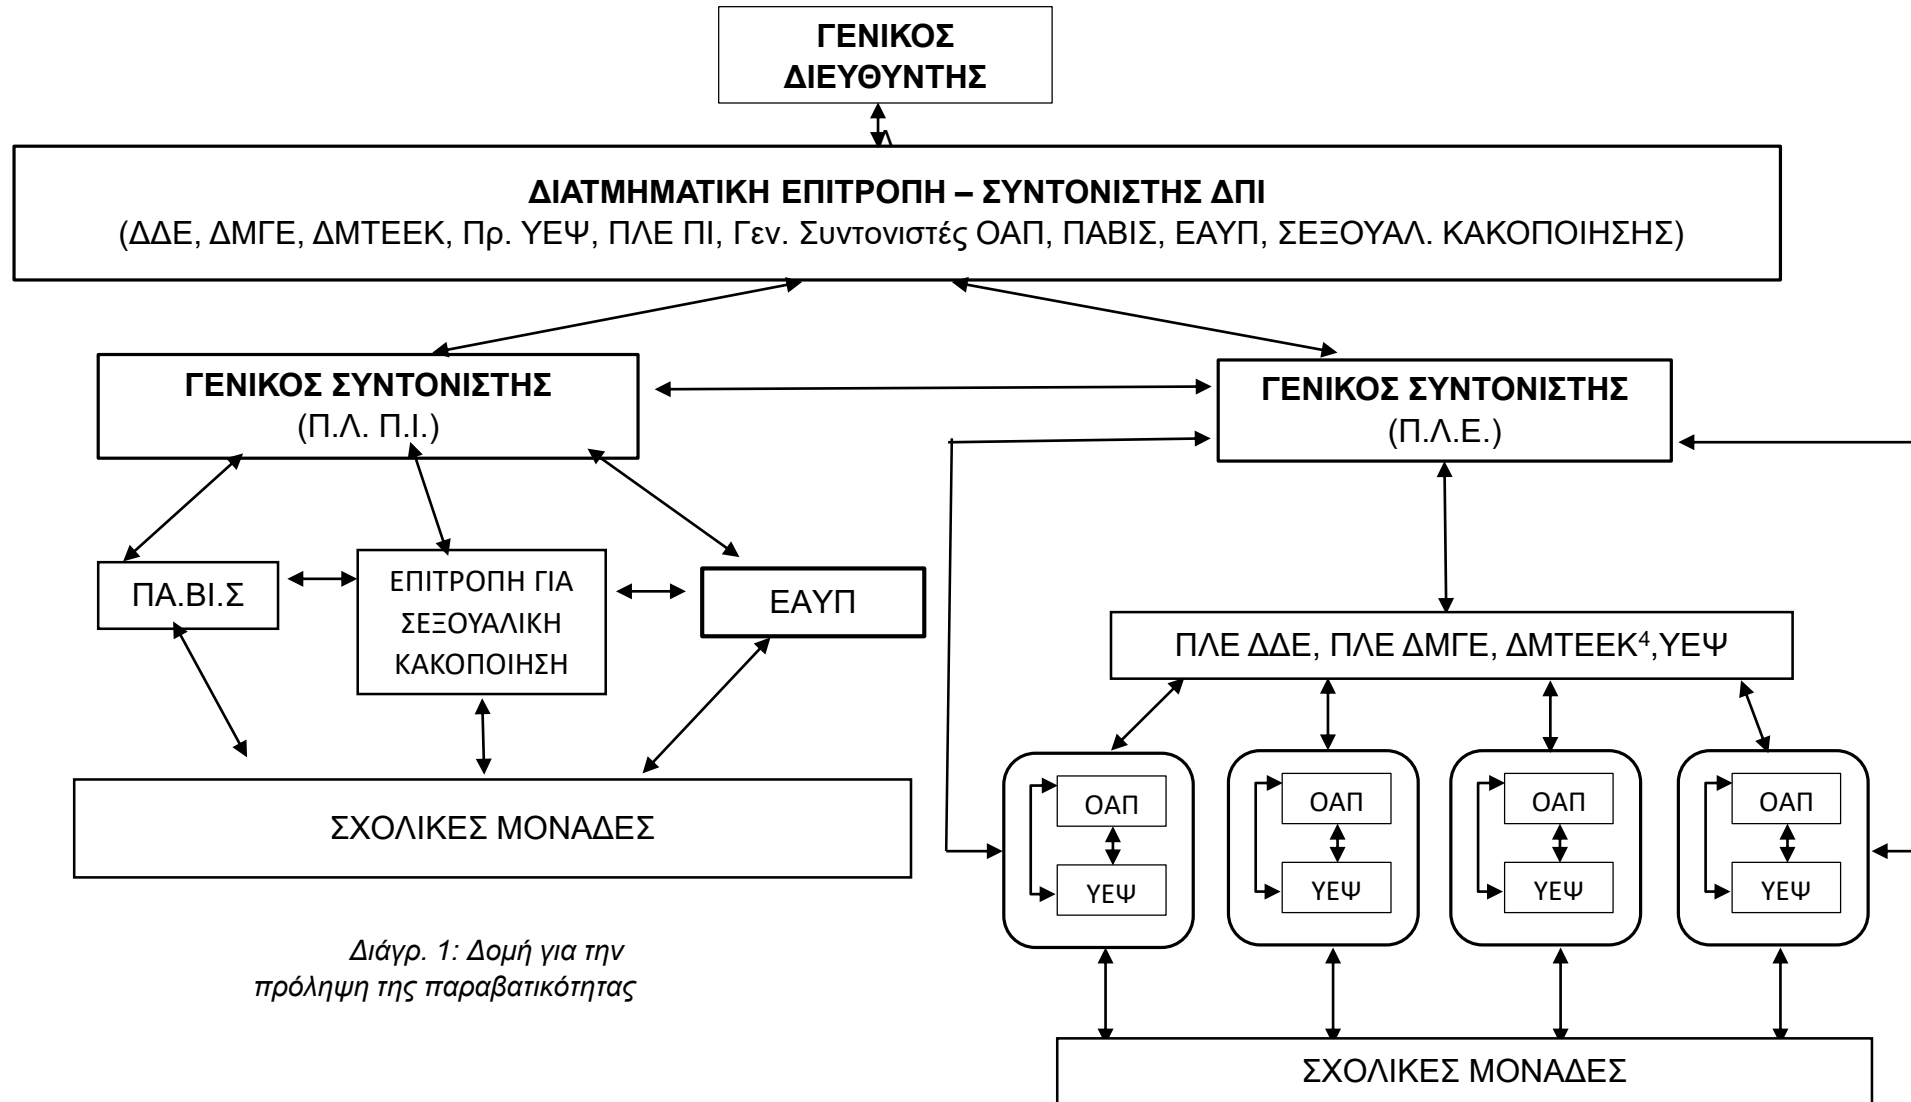 ΓΕΝΙΚΟΣ
ΔΙΕΥΘΥΝΤΗΣ
ΔΙΑΤΜΗΜΑΤΙΚΗ ΕΠΙΤΡΟΠΗ – ΣΥΝΤΟΝΙΣΤΗΣ ΔΠΙ
(ΔΔΕ, ΔΜΓΕ, ΔΜΤΕΕΚ, Πρ. ΥΕΨ, ΠΛΕ ΠΙ, Γεν. Συντονιστές ΟΑΠ, ΠΑΒΙΣ, ΕΑΥΠ, ΣΕΞΟΥΑΛ. ΚΑΚΟΠΟΙΗΣΗΣ)
ΓΕΝΙΚΟΣ ΣΥΝΤΟΝΙΣΤΗΣ
(Π.Λ. Π.Ι.)
ΓΕΝΙΚΟΣ ΣΥΝΤΟΝΙΣΤΗΣ
(Π.Λ.Ε.)
ΠΑ.ΒΙ.Σ
ΕΠΙΤΡΟΠΗ ΓΙΑ
ΣΕΞΟΥΑΛΙΚΗ
ΚΑΚΟΠΟΙΗΣΗ
ΕΑΥΠ
ΣΧΟΛΙΚΕΣ ΜΟΝΑΔΕΣ
ΠΛΕ ΔΔΕ, ΠΛΕ ΔΜΓΕ, ΔΜΤΕΕΚ⁴,ΥΕΨ
ΟΑΠ
ΥΕΨ
ΟΑΠ
ΥΕΨ
ΟΑΠ
ΥΕΨ
ΟΑΠ
ΥΕΨ
ΣΧΟΛΙΚΕΣ ΜΟΝΑΔΕΣ
Διάγρ. 1: Δομή για την
πρόληψη της παραβατικότητας